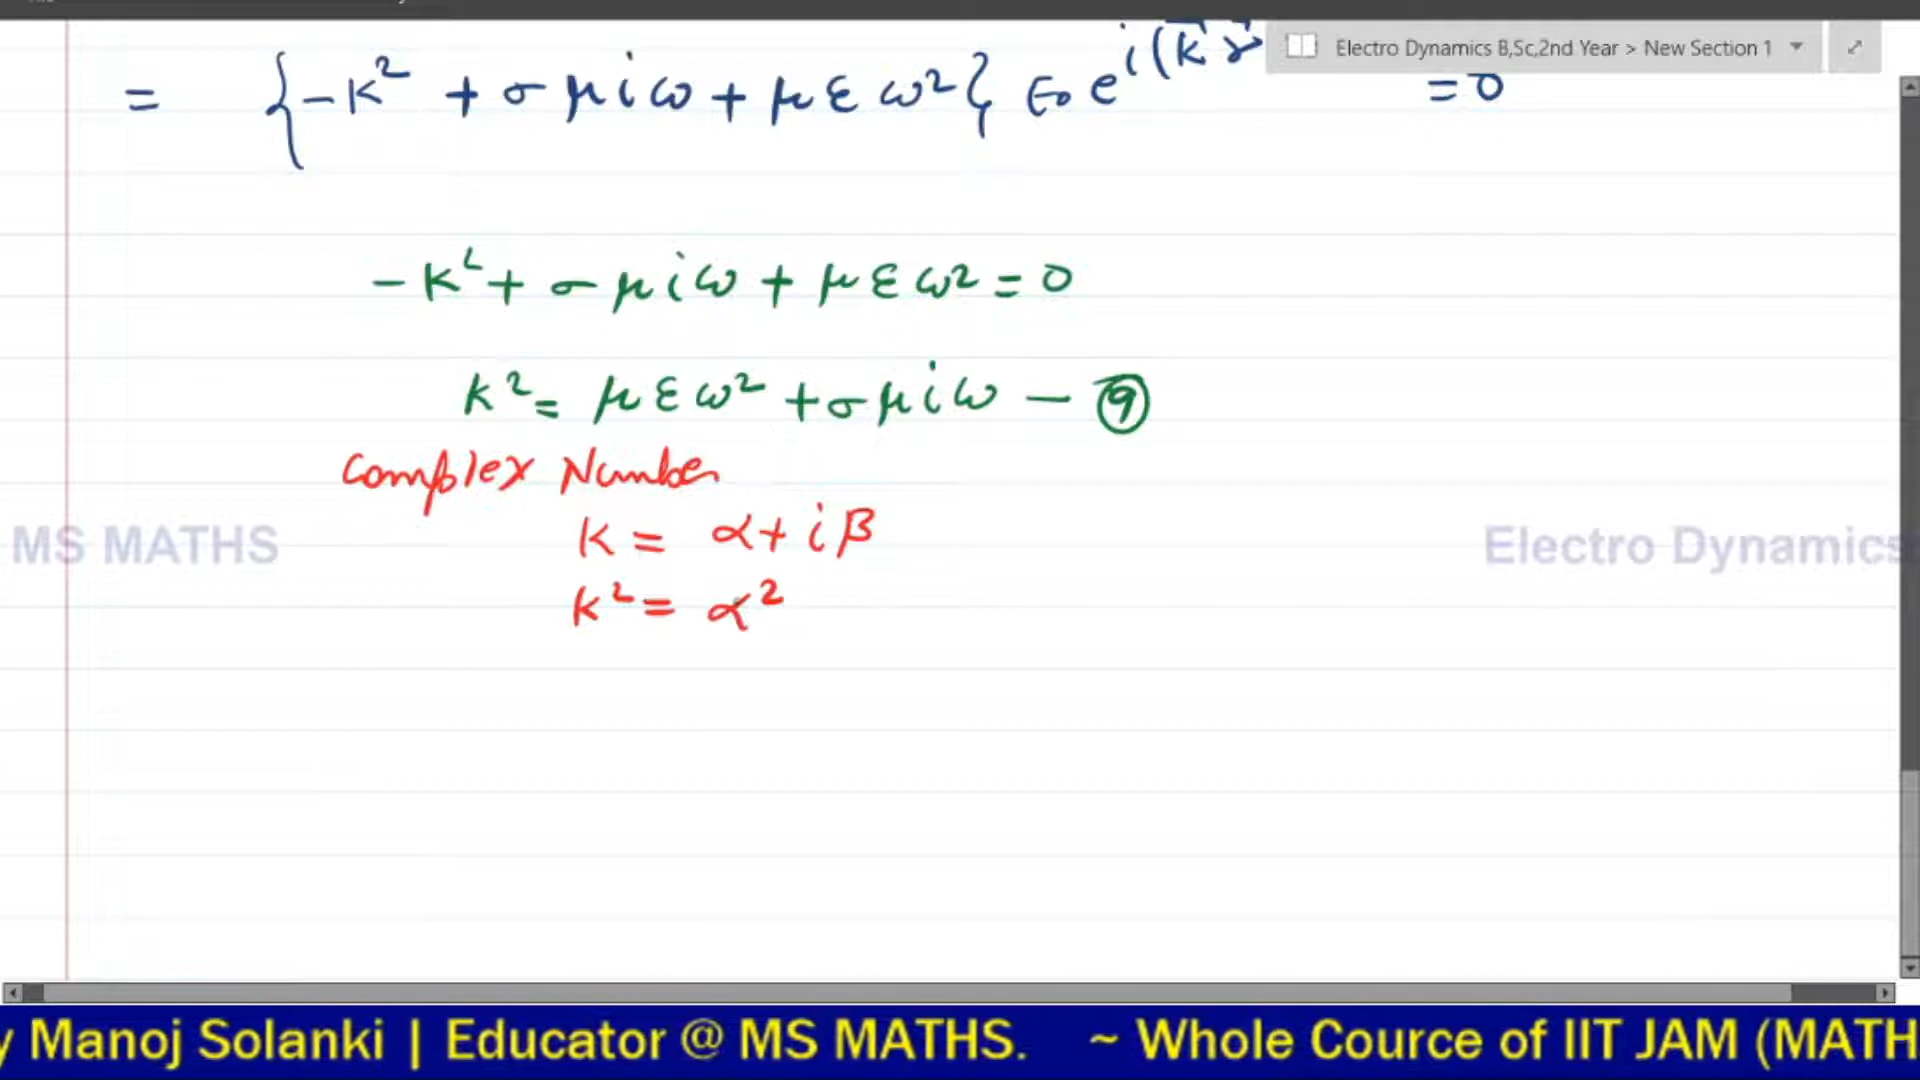 Electro Dynamics B,Sc,2nd Year > New Section 1
= {-K² + σμiω + μεω²} E₀ e^{i(k⃗ r⃗ = 0
-K² + σμiω + μεω² = 0
K² = μεω² + σμiω — ⑨
Complex Number
K = α + iβ
K² = α²
MS MATHS
Electro Dynamics
y Manoj Solanki | Educator @ MS MATHS. ~ Whole Cource of IIT JAM (MATH